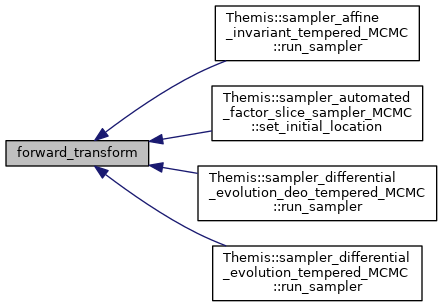 Themis::sampler_affine
_invariant_tempered_MCMC
::run_sampler
Themis::sampler_automated
_factor_slice_sampler_MCMC
::set_initial_location
forward_transform
Themis::sampler_differential
_evolution_deo_tempered_MCMC
::run_sampler
Themis::sampler_differential
_evolution_tempered_MCMC
::run_sampler